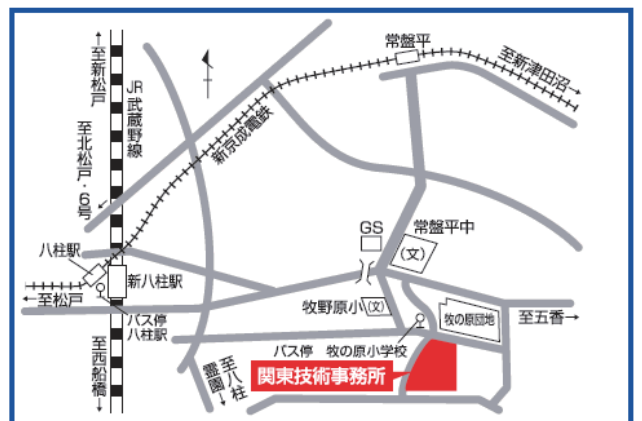 常盤平
至新津田沼→
←至新松戸
JR武蔵野線
新京成電鉄
至北松戸・6号
↙
GS
常盤平中
(文)
八柱駅
新八柱駅
←至松戸
バス停
八柱駅
牧野原小
(文)
牧の原団地
至五香→
バス停 牧の原小学校
至西船橋→
至八柱
霊園↓
関東技術事務所